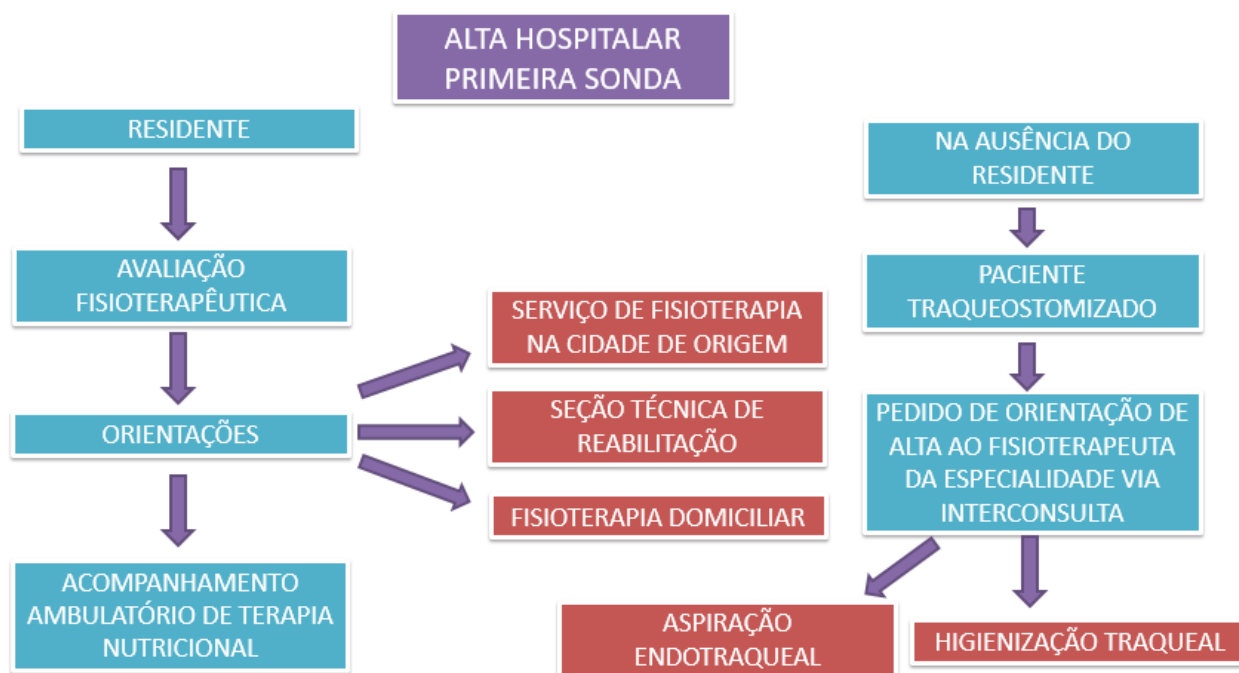 ALTA HOSPITALAR
PRIMEIRA SONDA
RESIDENTE
AVALIAÇÃO
FISIOTERAPÊUTICA
ORIENTAÇÕES
ACOMPANHAMENTO
AMBULATÓRIO DE TERAPIA
NUTRICIONAL
SERVIÇO DE FISIOTERAPIA
NA CIDADE DE ORIGEM
SEÇÃO TÉCNICA DE
REABILITAÇÃO
FISIOTERAPIA DOMICILIAR
NA AUSÊNCIA DO
RESIDENTE
PACIENTE
TRAQUEOSTOMIZADO
PEDIDO DE ORIENTAÇÃO DE
ALTA AO FISIOTERAPEUTA
DA ESPECIALIDADE VIA
INTERCONSULTA
ASPIRAÇÃO
ENDOTRAQUEAL
HIGIENIZAÇÃO TRAQUEAL